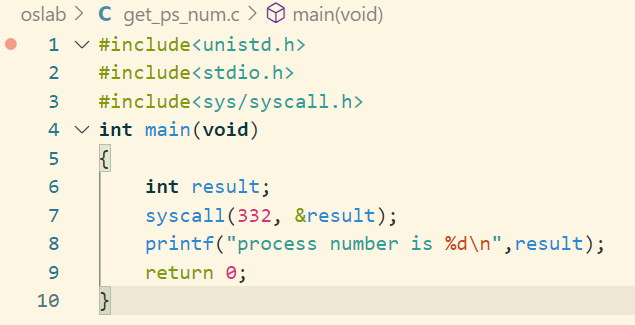 oslab > C get_ps_num.c > main(void)
1 #include<unistd.h>
2 #include<stdio.h>
3 #include<sys/syscall.h>
4 int main(void)
5 {
6 int result;
7 syscall(332, &result);
8 printf("process number is %d\n",result);
9 return 0;
10 }